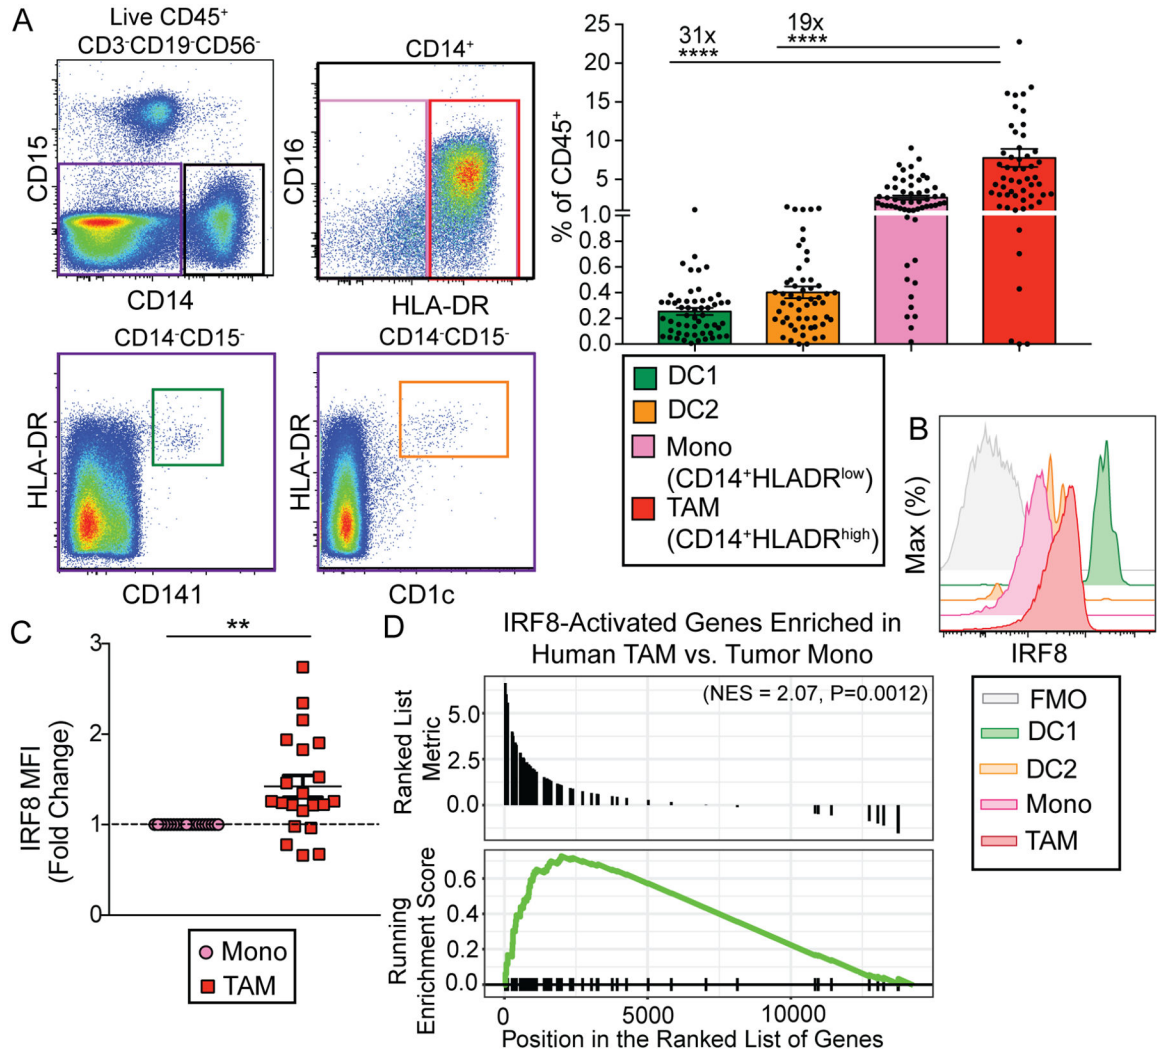 A
Live CD45⁺
CD3⁻CD19⁻CD56⁻
CD15
CD14
CD14⁺
CD16
HLA-DR
CD14⁻CD15⁻
HLA-DR
CD141
CD14⁻CD15⁻
HLA-DR
CD1c
% of CD45⁺
25
20
15
10
5
1.0
0.8
0.6
0.4
0.2
0.0
31x
****
19x
****
DC1
DC2
Mono
(CD14⁺HLADRˡᵒʷ)
TAM
(CD14⁺HLADRʰⁱᵍʰ)
B
Max (%)
IRF8
FMO
DC1
DC2
Mono
TAM
C
IRF8 MFI
(Fold Change)
3
2
1
0
**
Mono
TAM
D
IRF8-Activated Genes Enriched in
Human TAM vs. Tumor Mono
(NES = 2.07, P=0.0012)
Ranked List
Metric
5.0
2.5
0.0
Running
Enrichment Score
0.6
0.4
0.2
0.0
0
5000
10000
Position in the Ranked List of Genes